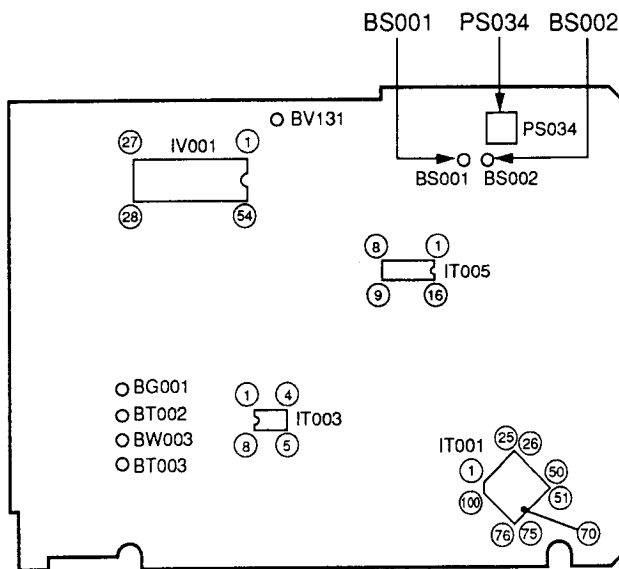 BS001 PS034 BS002
BV131
PS034
27 IV001 1
BS001 BS002
28 54
8 1
IT005
9 16
BG001
BT002
BW003
BT003
1 4
IT003
8 5
IT001 25 26
1 50
100 51
76 75 70